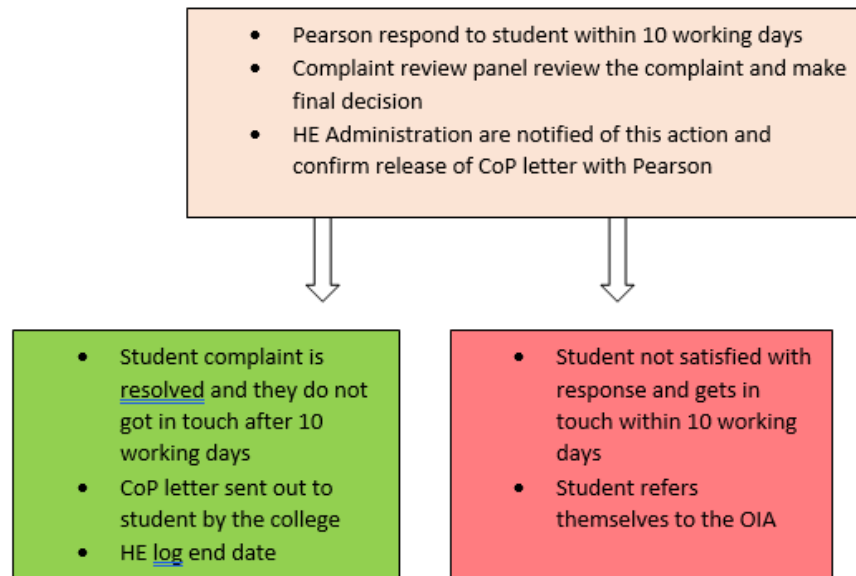 • Pearson respond to student within 10 working days
• Complaint review panel review the complaint and make
final decision
• HE Administration are notified of this action and
confirm release of CoP letter with Pearson
• Student complaint is
resolved and they do not
got in touch after 10
working days
• CoP letter sent out to
student by the college
• HE log end date
• Student not satisfied with
response and gets in
touch within 10 working
days
• Student refers
themselves to the OIA